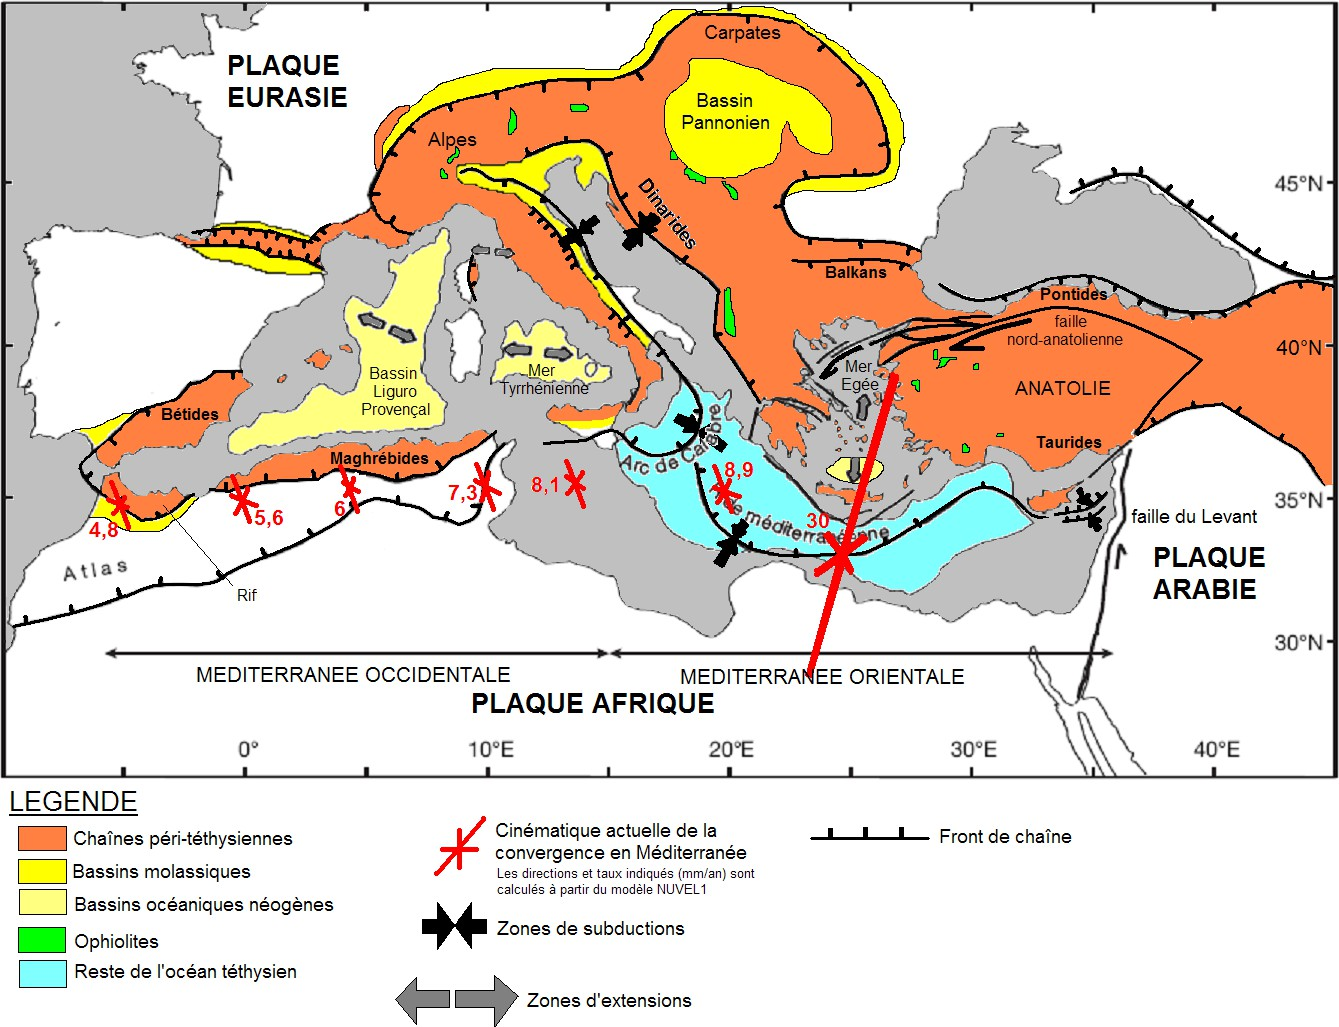 Carpates
PLAQUE
EURASIE
Bassin
Pannonien
Alpes
45°N
Dinarides
Balkans
Pontides
faille
nord-anatolienne
40°N
Mer
Egée
ANATOLIE
Bassin
Liguro
Provençal
Mer
Tyrrhénienne
Bétides
Maghrébides
Taurides
Arc de Calabre
35°N
4,8
5,6
6
7,3
8,1
8,9
30
méditerranéenne
faille du Levant
PLAQUE
ARABIE
Atlas
Rif
30°N
MEDITERRANEE OCCIDENTALE
MEDITERRANEE ORIENTALE
PLAQUE AFRIQUE
0°
10°E
20°E
30°E
40°E
LEGENDE
Chaînes péri-téthysiennes
Bassins molassiques
Bassins océaniques néogènes
Ophiolites
Reste de l'océan téthysien
Cinématique actuelle de la
convergence en Méditerranée
Les directions et taux indiqués (mm/an) sont
calculés à partir du modèle NUVEL1
Zones de subductions
Zones d'extensions
Front de chaîne